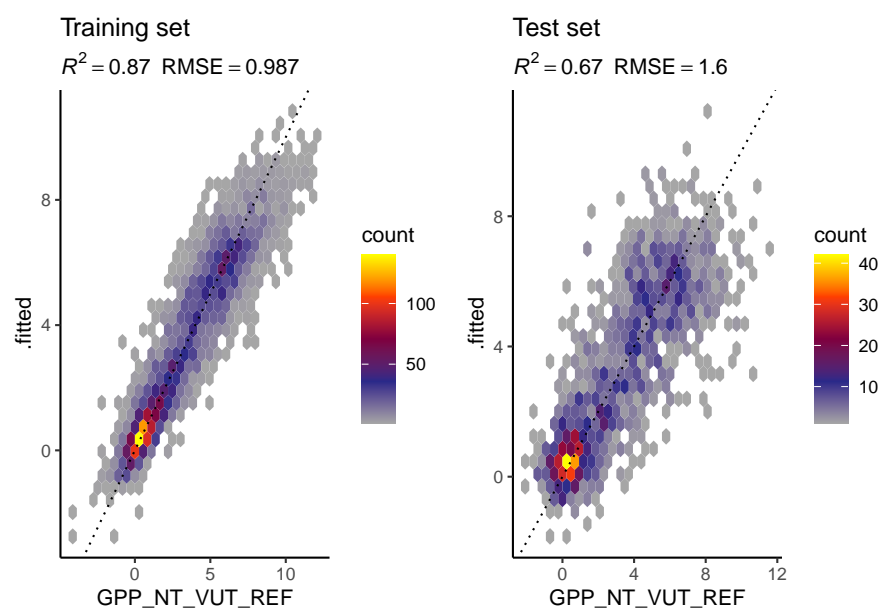 Training set
R² = 0.87 RMSE = 0.987
8
4
0
.fitted
0 5 10
GPP_NT_VUT_REF
count
100
50
Test set
R² = 0.67 RMSE = 1.6
8
4
0
.fitted
0 4 8 12
GPP_NT_VUT_REF
count
40
30
20
10